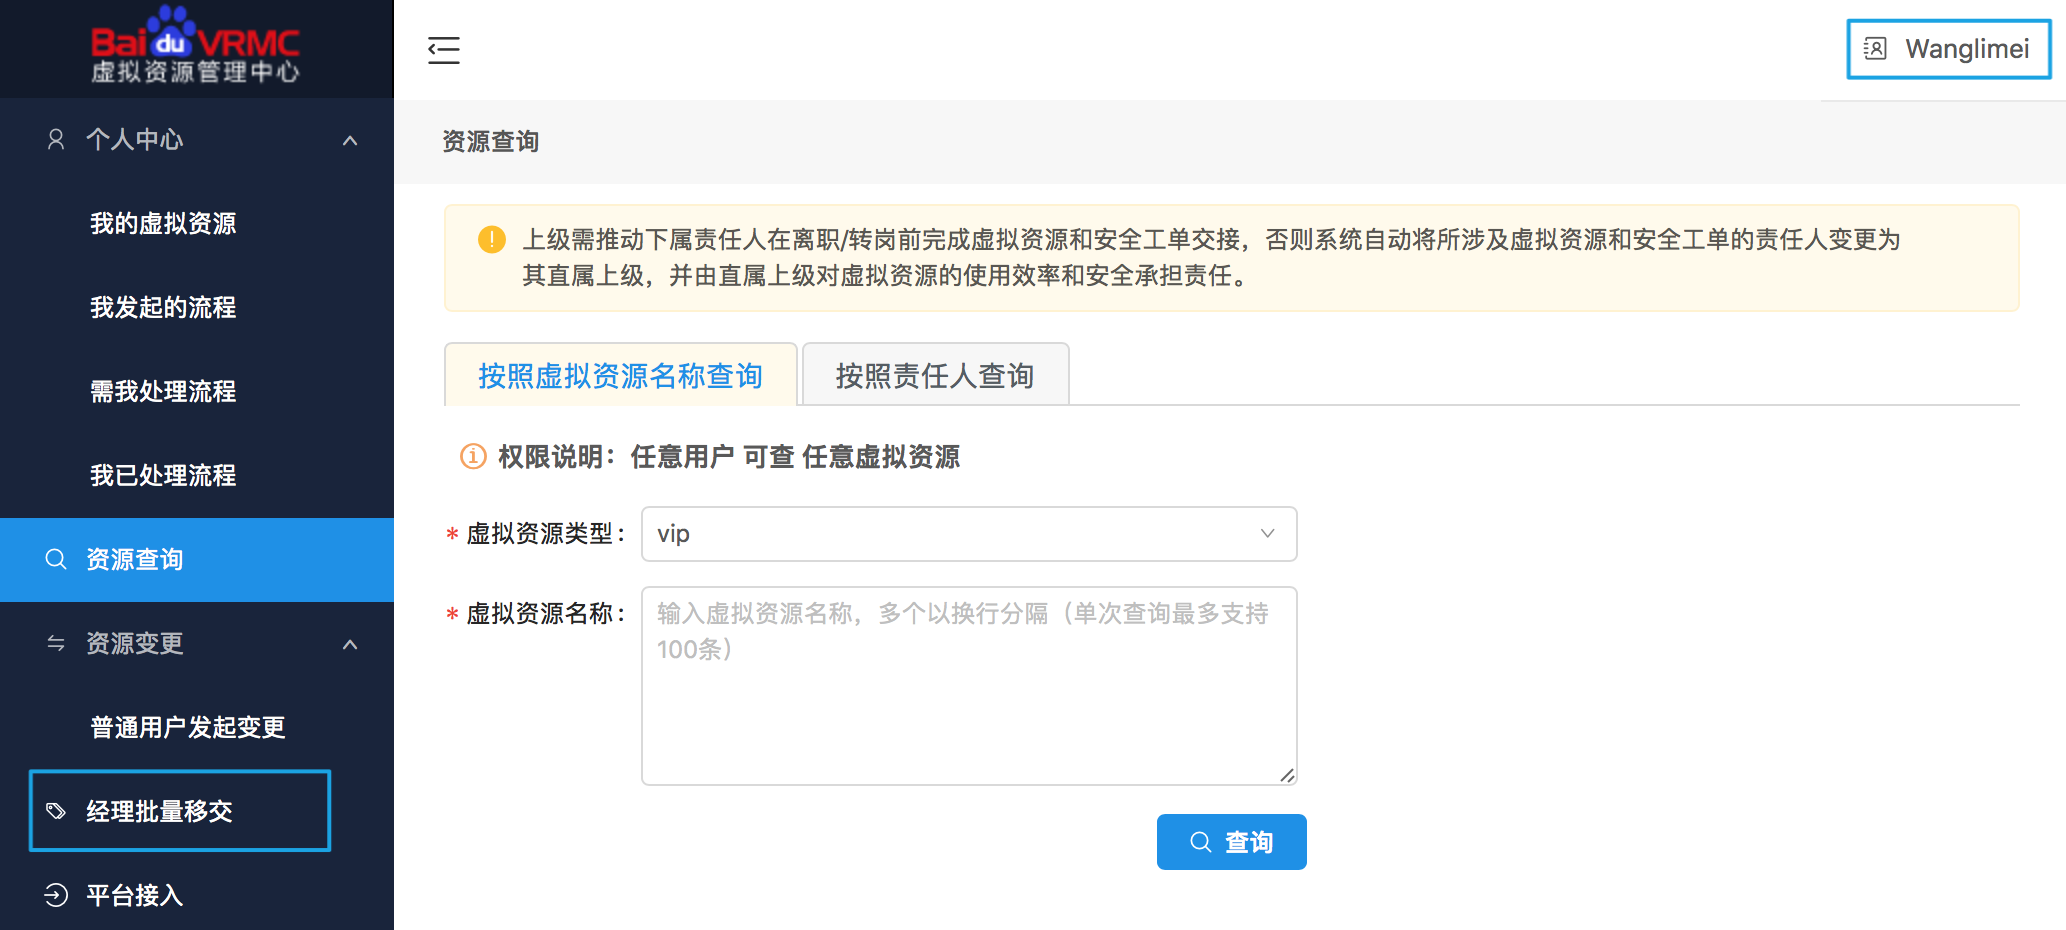 Baidu VRMC
虚拟资源管理中心
个人中心
我的虚拟资源
我发起的流程
需我处理流程
我已处理流程
资源查询
资源变更
普通用户发起变更
经理批量移交
平台接入
Wanglimei
资源查询
上级需推动下属责任人在离职/转岗前完成虚拟资源和安全工单交接，否则系统自动将所涉及虚拟资源和安全工单的责任人变更为
其直属上级，并由直属上级对虚拟资源的使用效率和安全承担责任。
按照虚拟资源名称查询
按照责任人查询
权限说明：任意用户 可查 任意虚拟资源
* 虚拟资源类型： vip
* 虚拟资源名称： 输入虚拟资源名称，多个以换行分隔（单次查询最多支持
100条）
查询